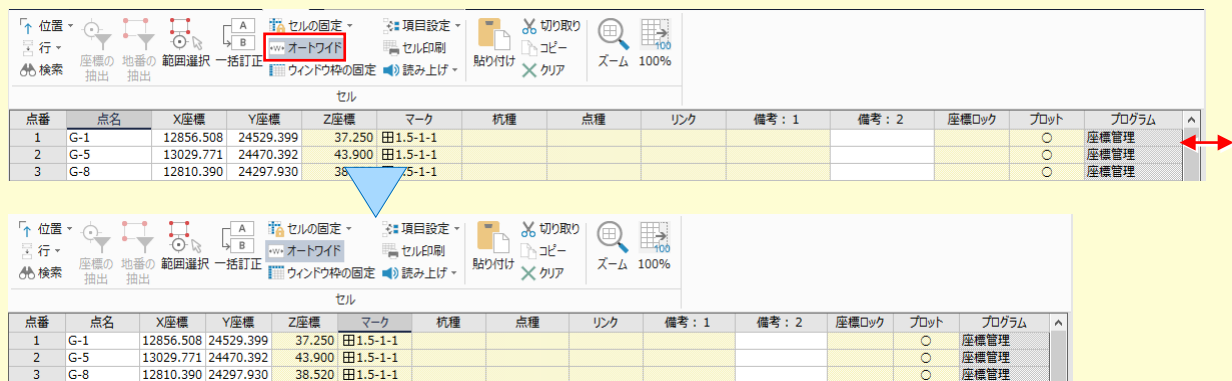 位置 セルの固定 項目設定 切り取り
行 オートワイド セル印刷 コピー
検索 座標の抽出 地番の抽出 範囲選択 一括訂正 ウィンドウ枠の固定 読み上げ 貼り付け クリア ズーム 100%
セル
点番 点名 X座標 Y座標 Z座標 マーク 杭種 点種 リンク 備考：1 備考：2 座標ロック プロット プログラム
1 G-1 12856.508 24529.399 37.250 田1.5-1-1 ○ 座標管理
2 G-5 13029.771 24470.392 43.900 田1.5-1-1 ○ 座標管理
3 G-8 12810.390 24297.930 ○ 座標管理
位置 セルの固定 項目設定 切り取り
行 オートワイド セル印刷 コピー
検索 座標の抽出 地番の抽出 範囲選択 一括訂正 ウィンドウ枠の固定 読み上げ 貼り付け クリア ズーム 100%
セル
点番 点名 X座標 Y座標 Z座標 マーク 杭種 点種 リンク 備考：1 備考：2 座標ロック プロット プログラム
1 G-1 12856.508 24529.399 37.250 田1.5-1-1 ○ 座標管理
2 G-5 13029.771 24470.392 43.900 田1.5-1-1 ○ 座標管理
3 G-8 12810.390 24297.930 38.520 田1.5-1-1 ○ 座標管理